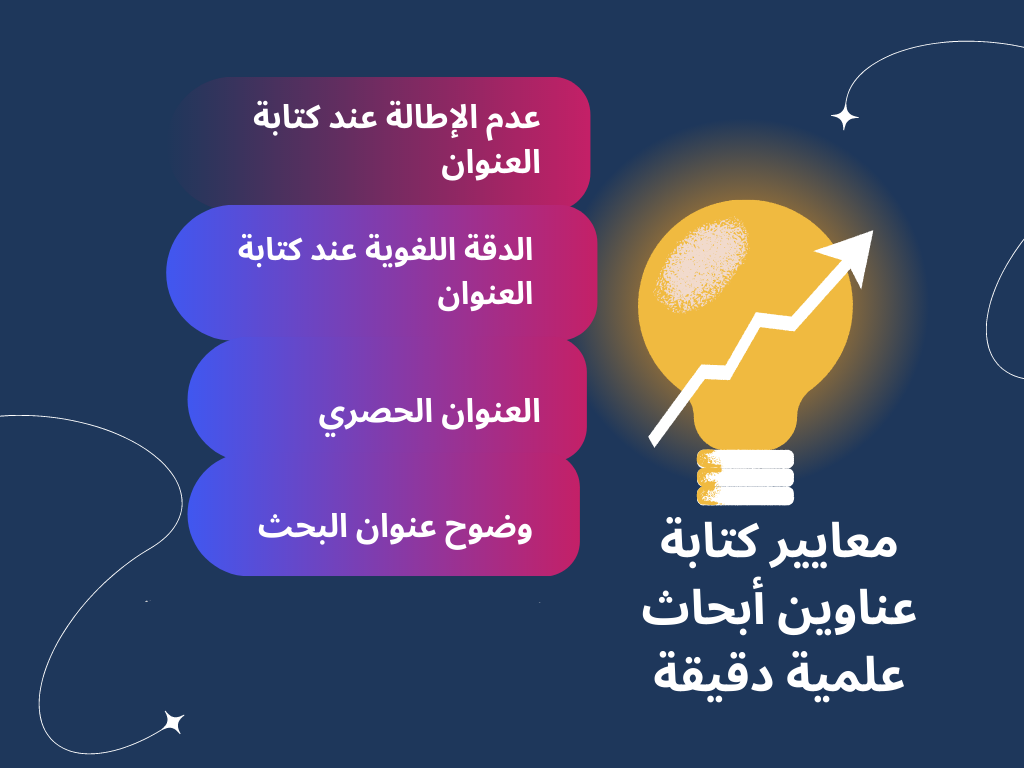 عدم الإطالة عند كتابة
العنوان
الدقة اللغوية عند كتابة
العنوان
العنوان الحصري
وضوح عنوان البحث
معايير كتابة
عناوين أبحاث
علمية دقيقة